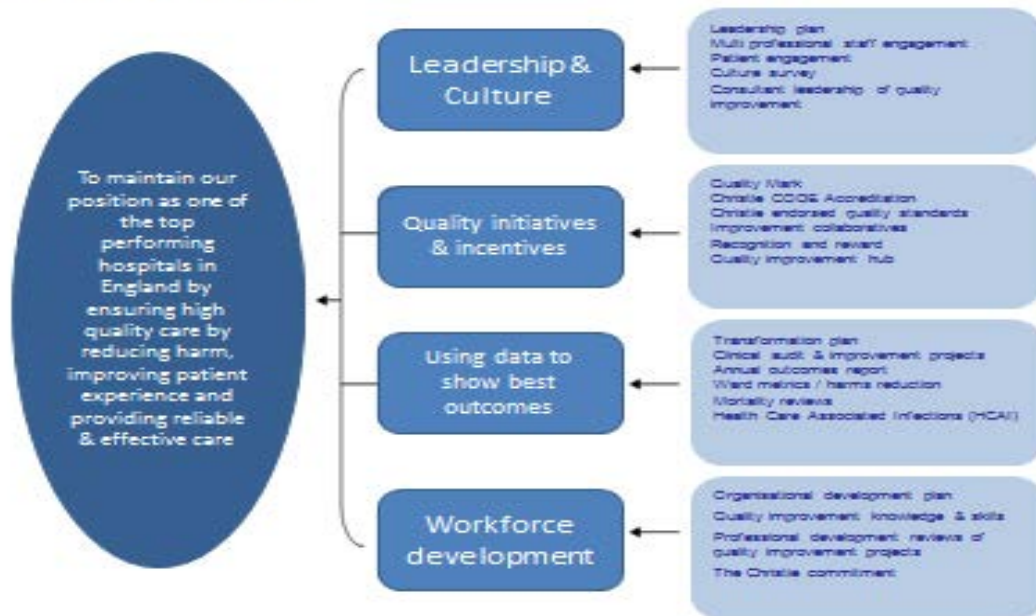 To maintain our
position as one of
the top
performing
hospitals in
England by
ensuring high
quality care by
reducing harm,
improving patient
experience and
providing reliable
& effective care
Leadership &
Culture
Leadership plan
Multi professional staff engagement
Patient engagement
Culture survey
Consultant leadership of quality
improvement
Quality initiatives
& incentives
Quality Mark
Christie CODE Accreditation
Christie endorsed quality standards
Improvement collaboratives
Recognition and reward
Quality improvement hub
Using data to
show best
outcomes
Transformation plan
Clinical audit & improvement projects
Annual outcomes report
Ward metrics / harms reduction
Mortality reviews
Health Care Associated Infections (HCAI)
Workforce
development
Organisational development plan
Quality improvement knowledge & skills
Professional development reviews of
quality improvement projects
The Christie commitment